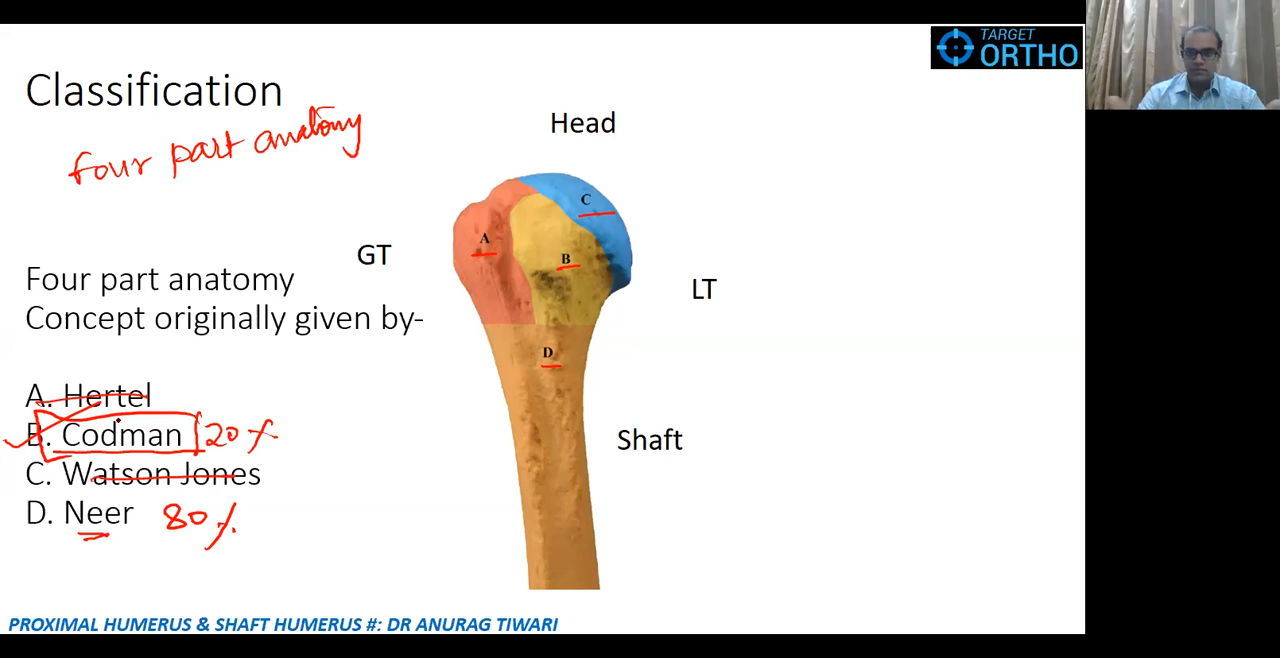 TARGET
ORTHO
Classification
four part anatomy
Head
GT
LT
Shaft
A
B
C
D
Four part anatomy
Concept originally given by-
A. Hertel
B. Codman 20 %
C. Watson Jones
D. Neer 80 %
PROXIMAL HUMERUS & SHAFT HUMERUS #: DR ANURAG TIWARI